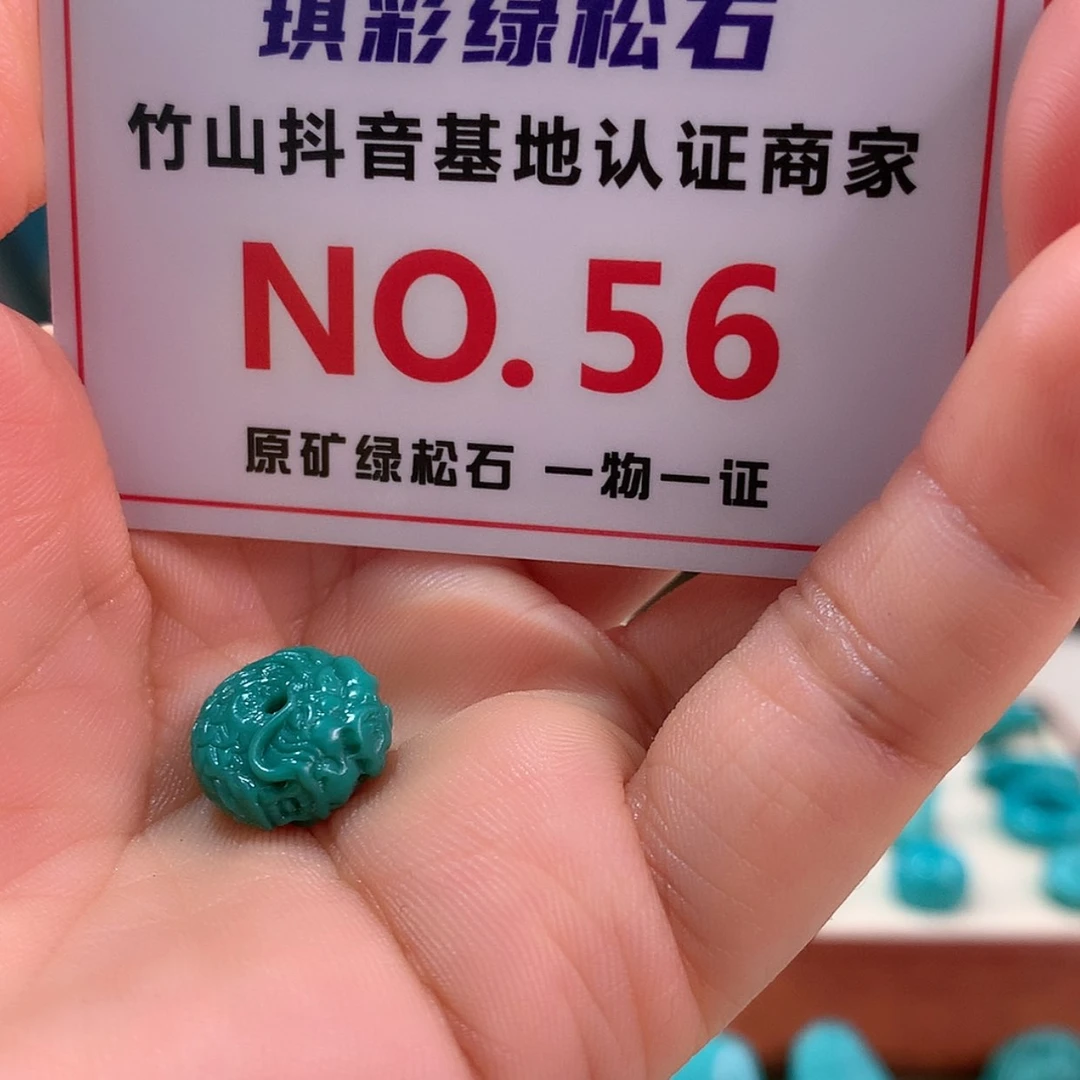 琪彩绿松石
竹山抖音基地认证商家
NO. 56
原矿绿松石 一物一证